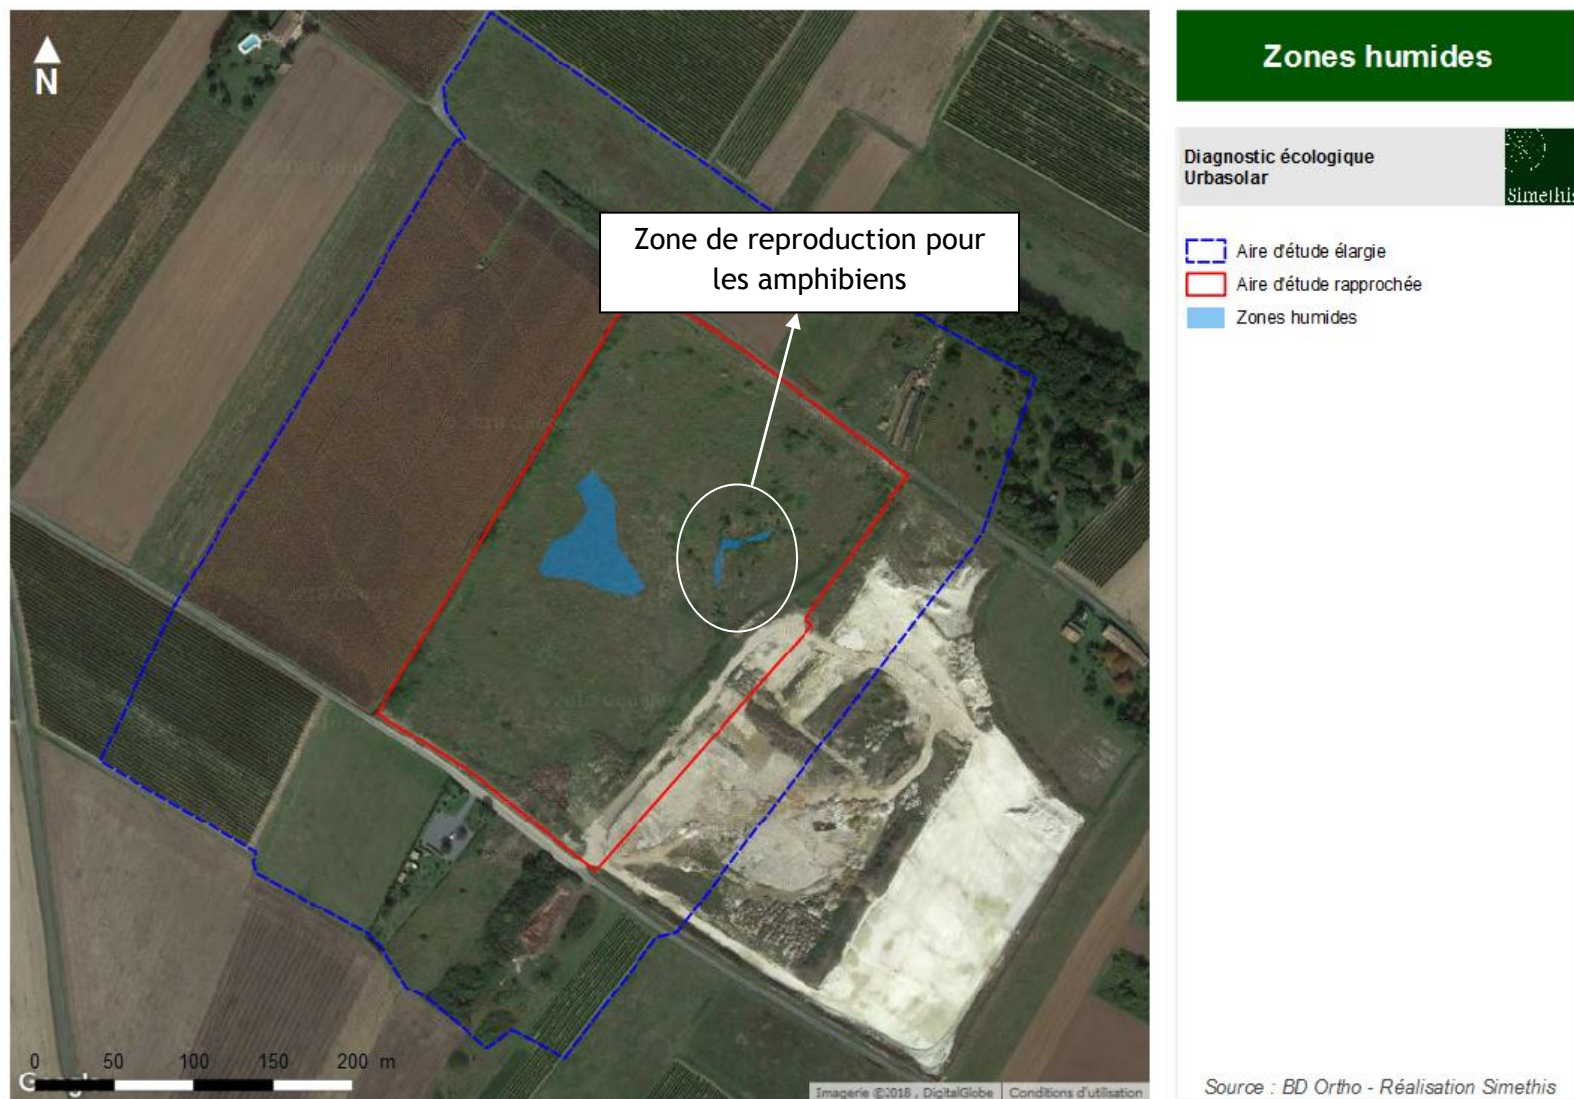 N
Zone de reproduction pour
les amphibiens
0 50 100 150 200 m
Imagerie ©2018 , DigitalGlobe
Conditions d'utilisation
Zones humides
Diagnostic écologique
Urbasolar
Simethis
Aire d'étude élargie
Aire d'étude rapprochée
Zones humides
Source : BD Ortho - Réalisation Simethis